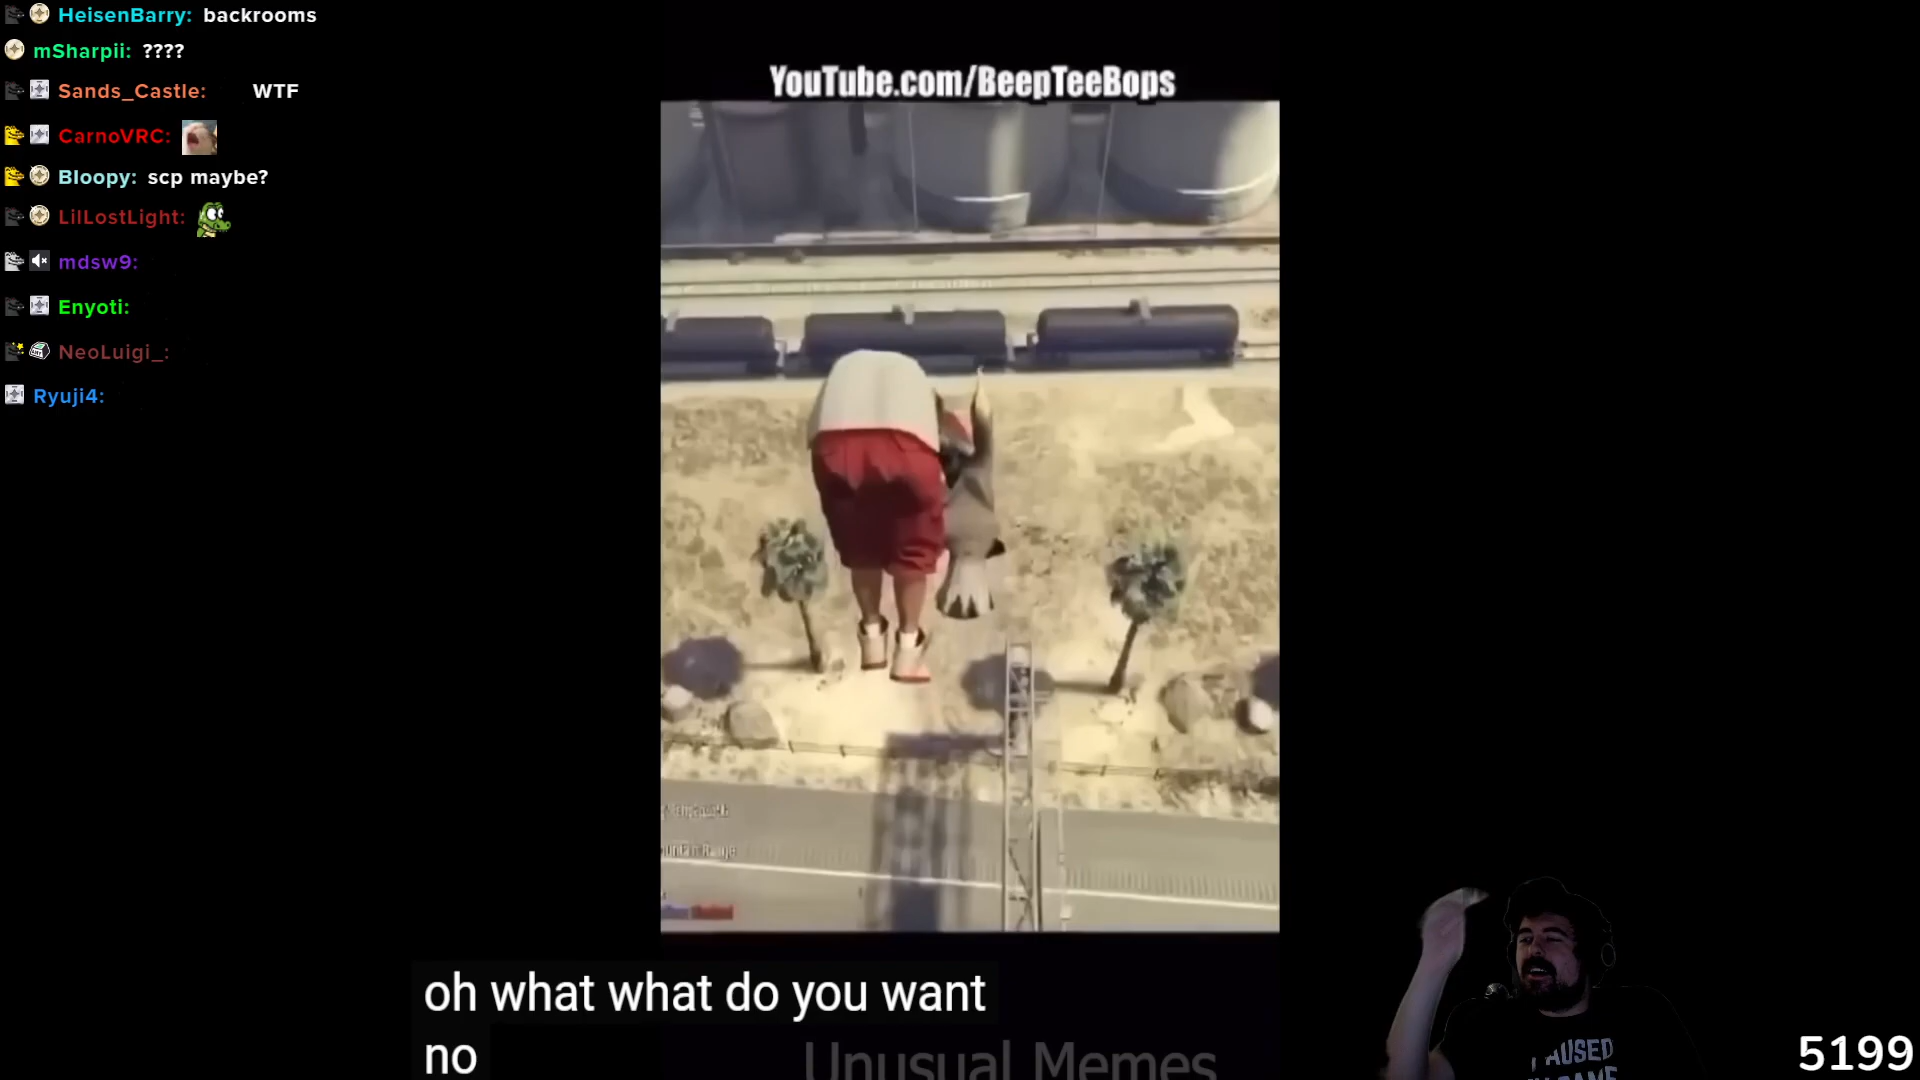 HeisenBarry: backrooms
mSharpii: ????
Sands_Castle: WTF
CarnoVRC:
Bloopy: scp maybe?
LilLostLight:
mdsw9:
Enyoti:
NeoLuigi_:
Ryuji4:
YouTube.com/BeepTeeBops
oh what what do you want
no
Unusual Memes
PAUSED
5199